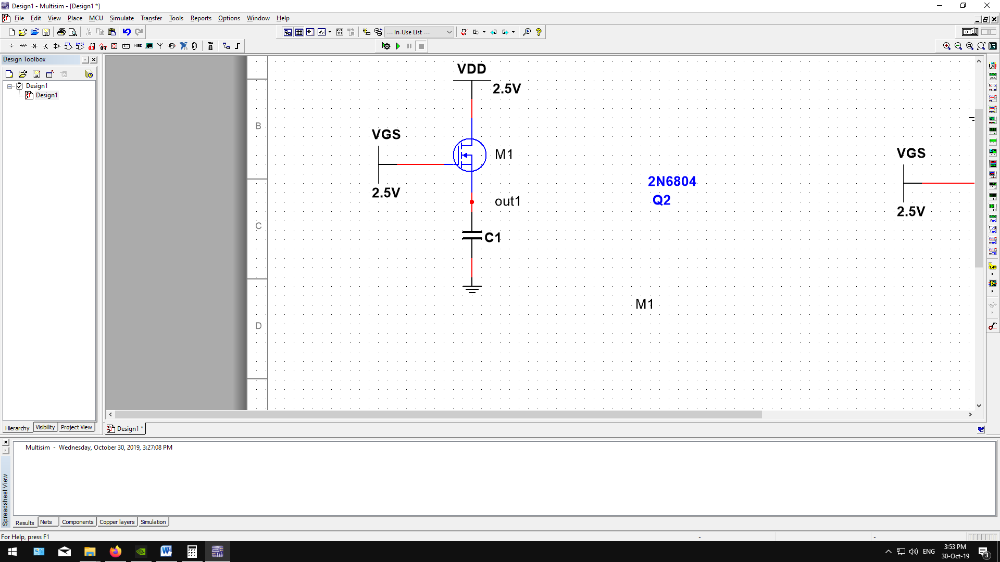 Design1 - Multisim - [Design1 *]
File Edit View Place MCU Simulate Transfer Tools Reports Options Window Help
--- In-Use List ---
Design Toolbox
Design1
Design1
Hierarchy Visibility Project View
VDD
2.5V
B
VGS
M1
2.5V
out1
C
C1
D
2N6804
Q2
M1
VGS
2.5V
Design1 *
Multisim - Wednesday, October 30, 2019, 3:27:08 PM
Spreadsheet View
Results Nets Components Copper layers Simulation
For Help, press F1
- -
ENG
3:53 PM
30-Oct-19
3